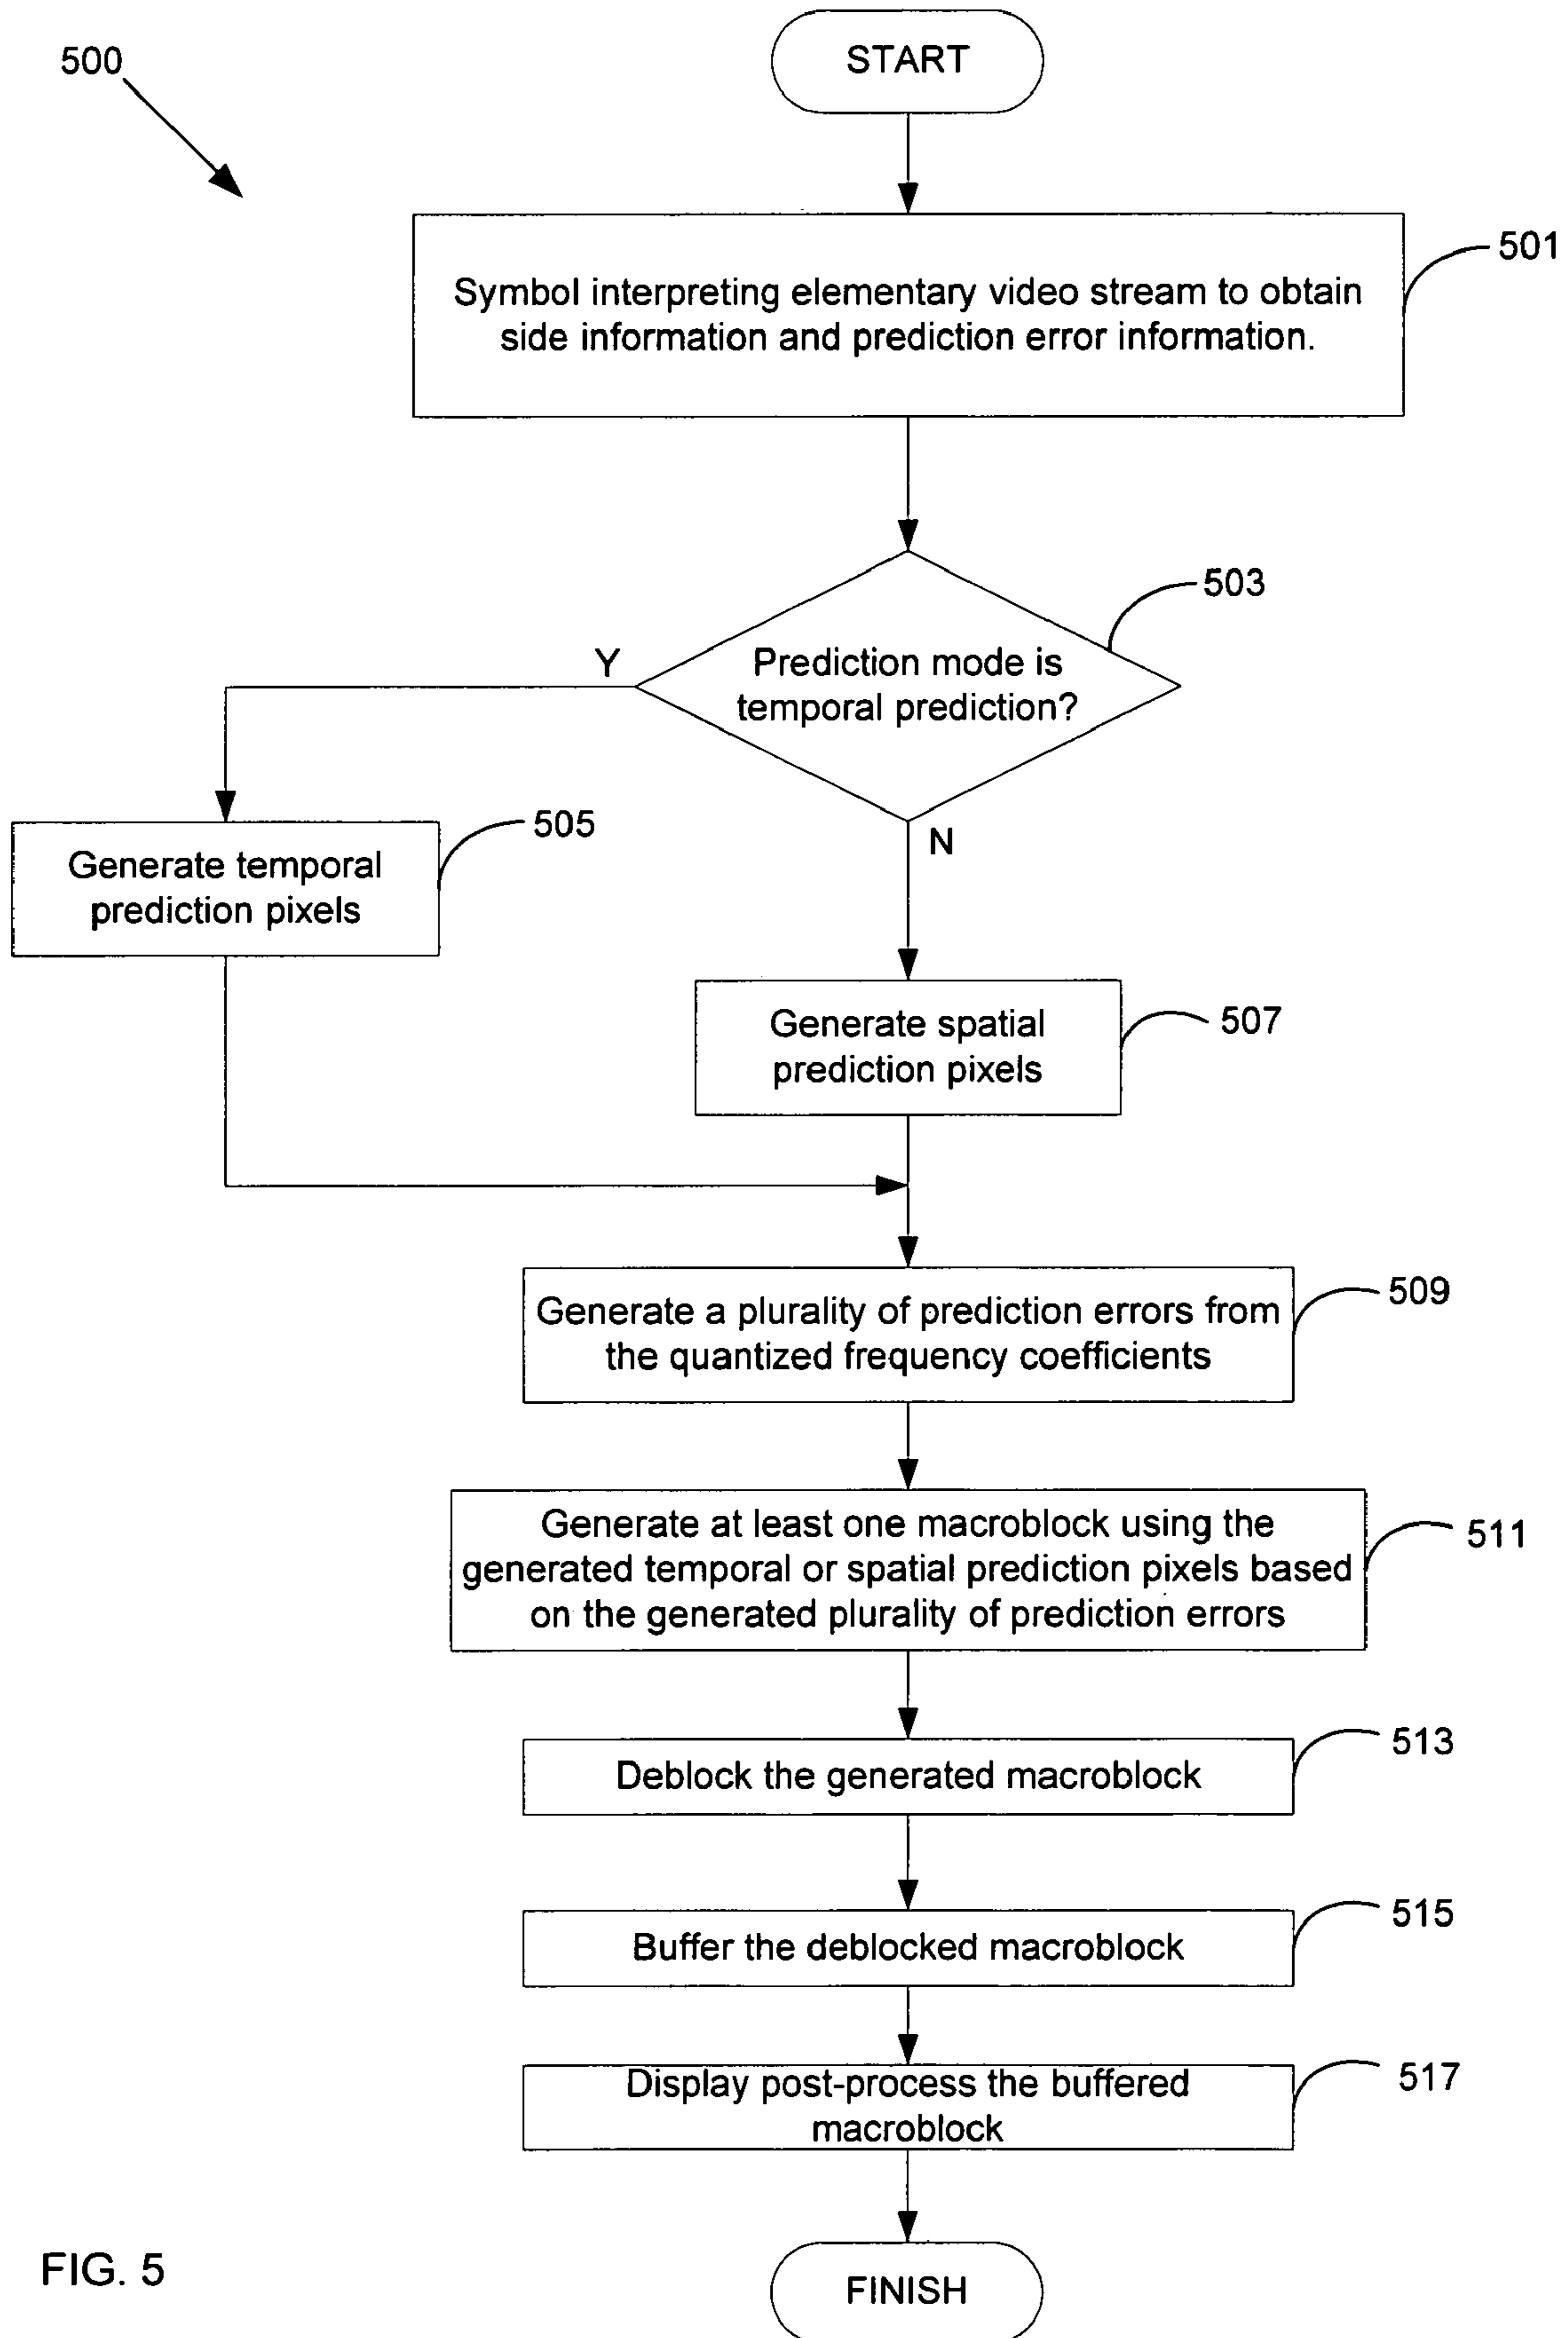 500
START
501
Symbol interpreting elementary video stream to obtain
side information and prediction error information.
503
Prediction mode is
temporal prediction?
Y
N
505
Generate temporal
prediction pixels
507
Generate spatial
prediction pixels
509
Generate a plurality of prediction errors from
the quantized frequency coefficients
511
Generate at least one macroblock using the
generated temporal or spatial prediction pixels based
on the generated plurality of prediction errors
513
Deblock the generated macroblock
515
Buffer the deblocked macroblock
517
Display post-process the buffered
macroblock
FINISH
FIG. 5